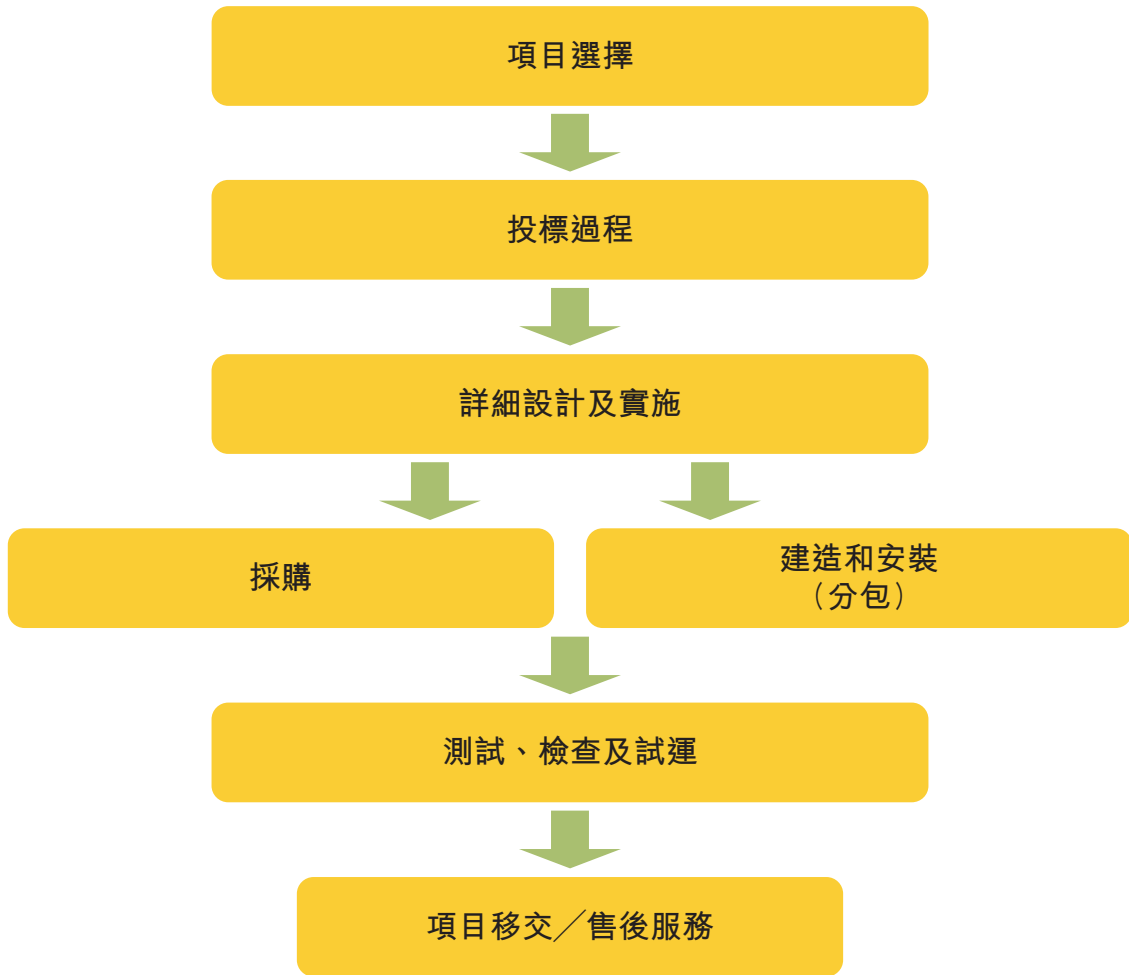 項目選擇
投標過程
詳細設計及實施
採購
建造和安裝
（分包）
測試、檢查及試運
項目移交╱售後服務